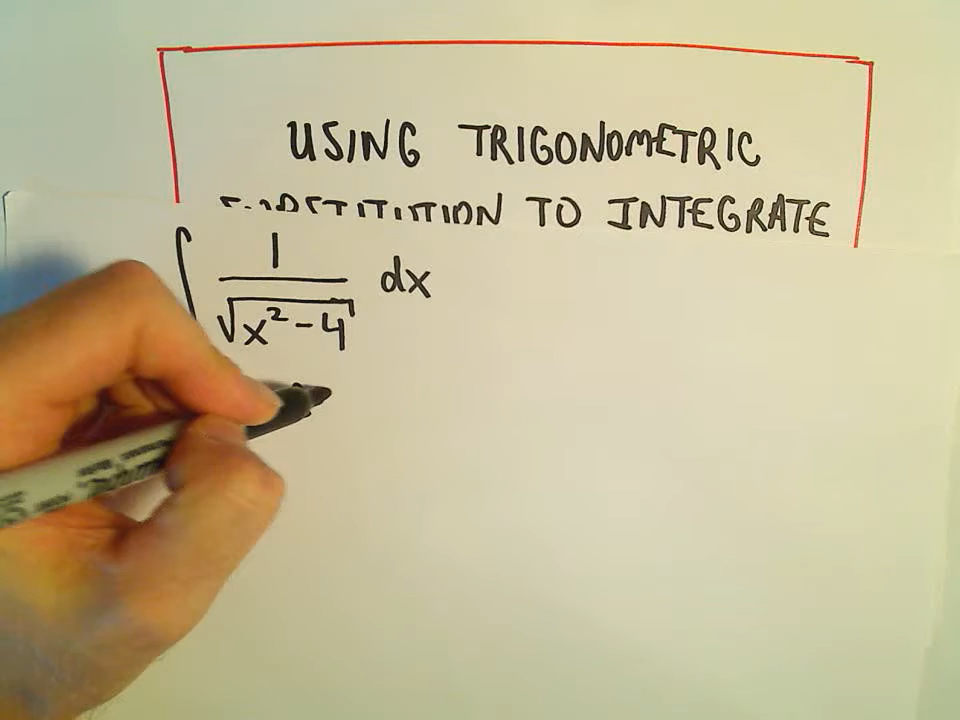 USING TRIGONOMETRIC
TO INTEGRATE
∫ 1/√(x² - 4) dx